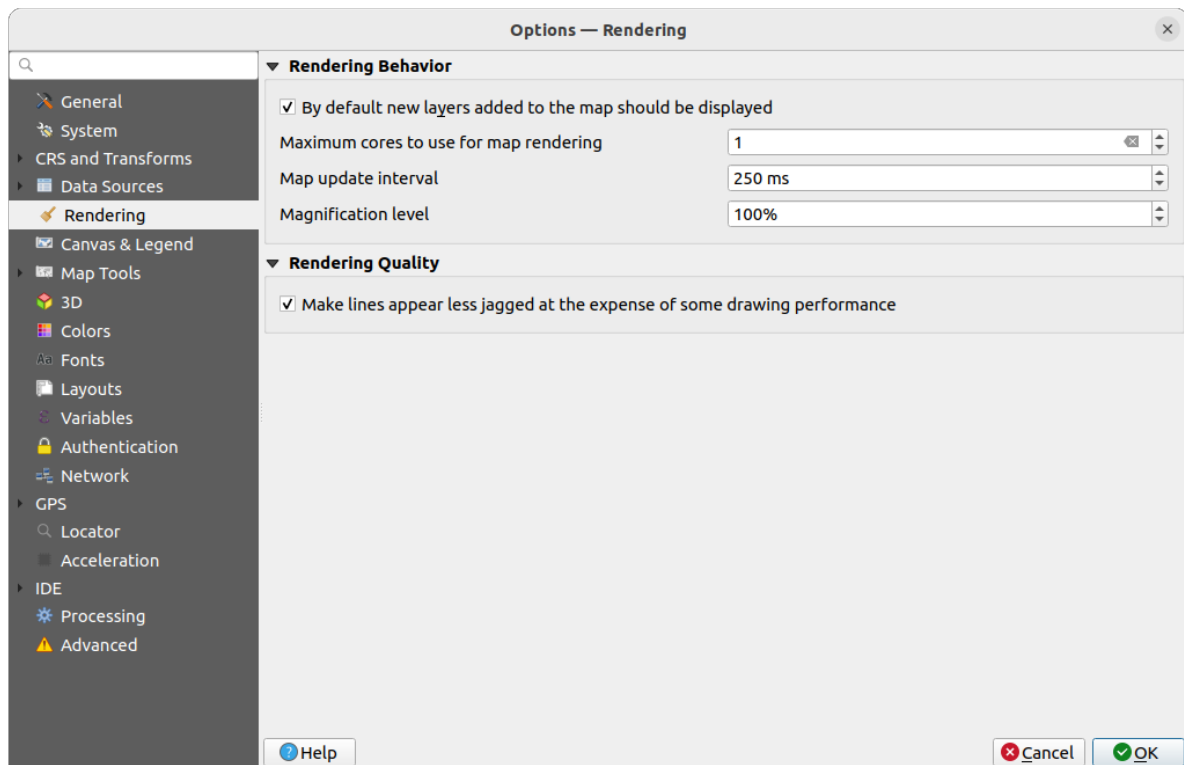 Options — Rendering
General
System
CRS and Transforms
Data Sources
Rendering
Canvas & Legend
Map Tools
3D
Colors
Aa Fonts
Layouts
ε Variables
Authentication
Network
GPS
Locator
Acceleration
IDE
Processing
Advanced
Rendering Behavior
By default new layers added to the map should be displayed
Maximum cores to use for map rendering 1
Map update interval 250 ms
Magnification level 100%
Rendering Quality
Make lines appear less jagged at the expense of some drawing performance
? Help
Cancel
OK